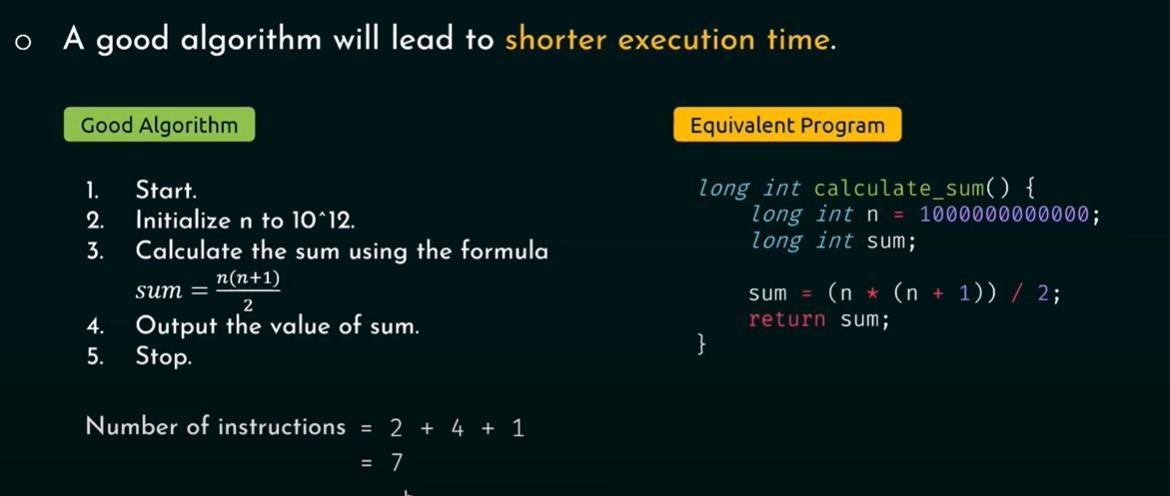 ○ A good algorithm will lead to shorter execution time.
Good Algorithm
1. Start.
2. Initialize n to 10^12.
3. Calculate the sum using the formula
sum = n(n+1)/2
4. Output the value of sum.
5. Stop.
Number of instructions = 2 + 4 + 1
= 7
Equivalent Program
long int calculate_sum() {
long int n = 1000000000000;
long int sum;
sum = (n * (n + 1)) / 2;
return sum;
}